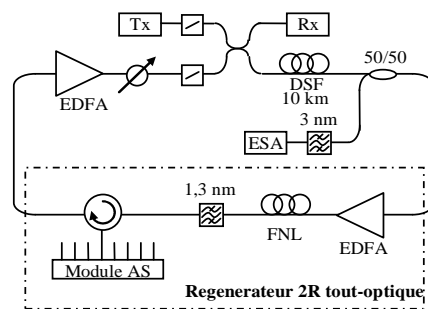 Tx
Rx
50/50
EDFA
DSF
10 km
3 nm
ESA
1,3 nm
FNL
EDFA
Module AS
Regenerateur 2R tout-optique